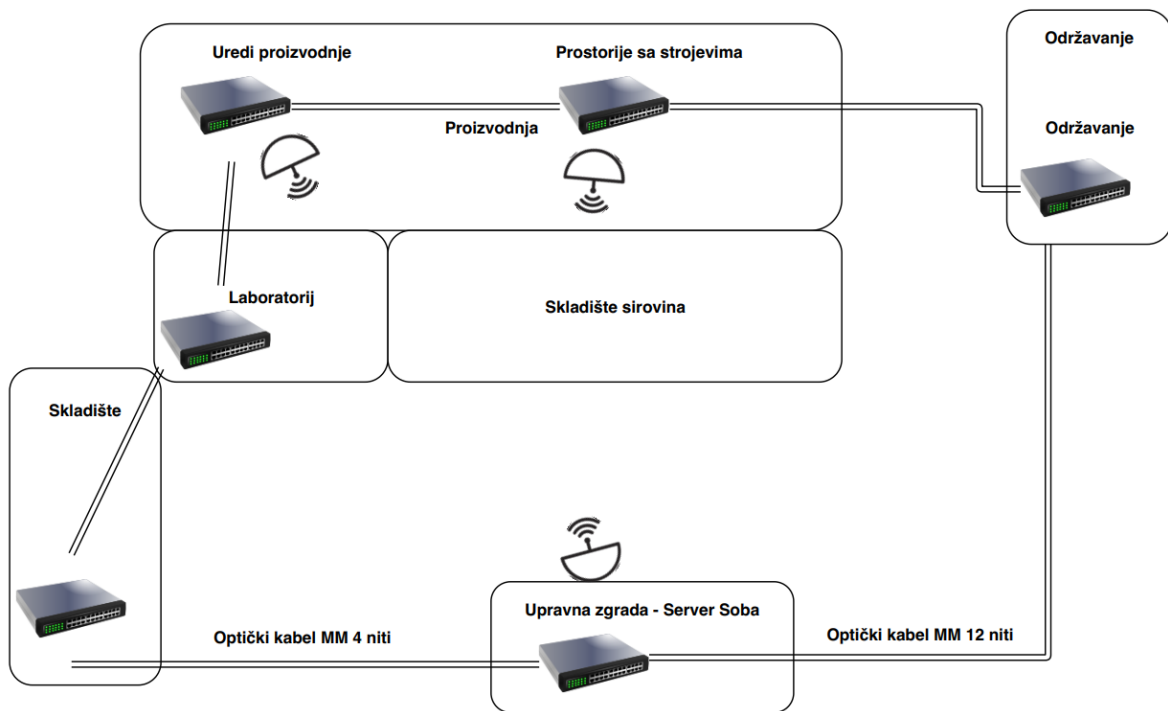 Uredi proizvodnje
Prostorije sa strojevima
Održavanje
Proizvodnja
Održavanje
Laboratorij
Skladište sirovina
Skladište
Upravna zgrada - Server Soba
Optički kabel MM 4 niti
Optički kabel MM 12 niti